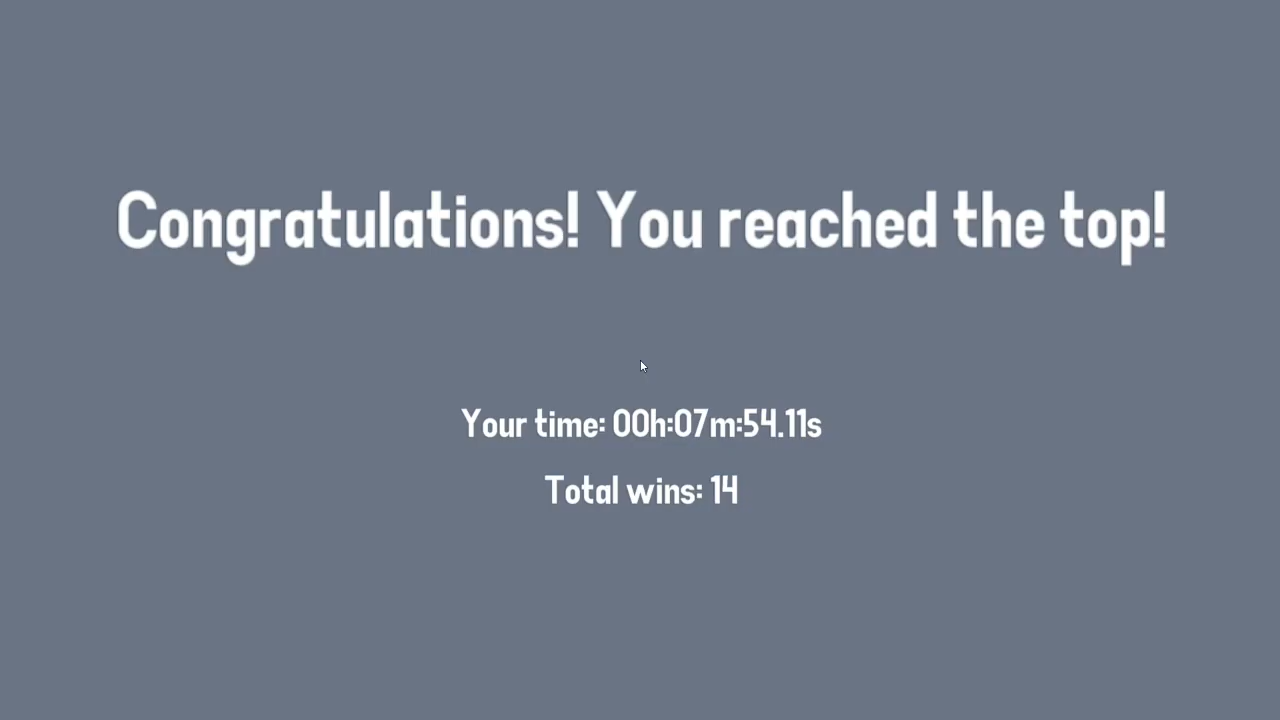 Congratulations! You reached the top!
Your time: 00h:07m:54.11s
Total wins: 14